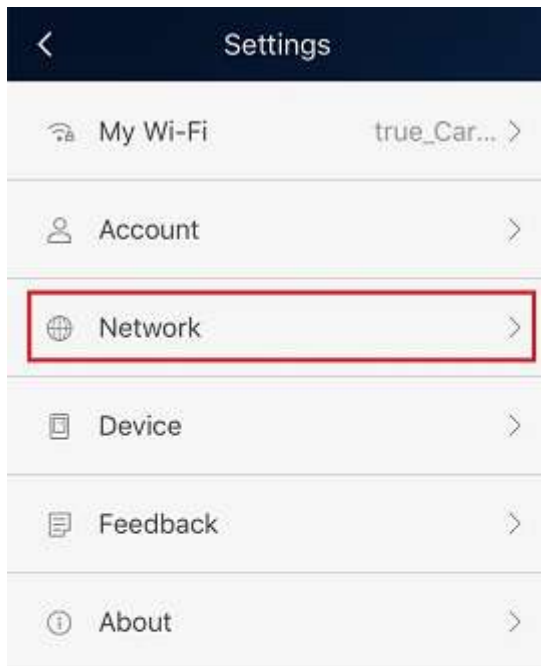 Settings
My Wi-Fi true_Car...
Account
Network
Device
Feedback
About